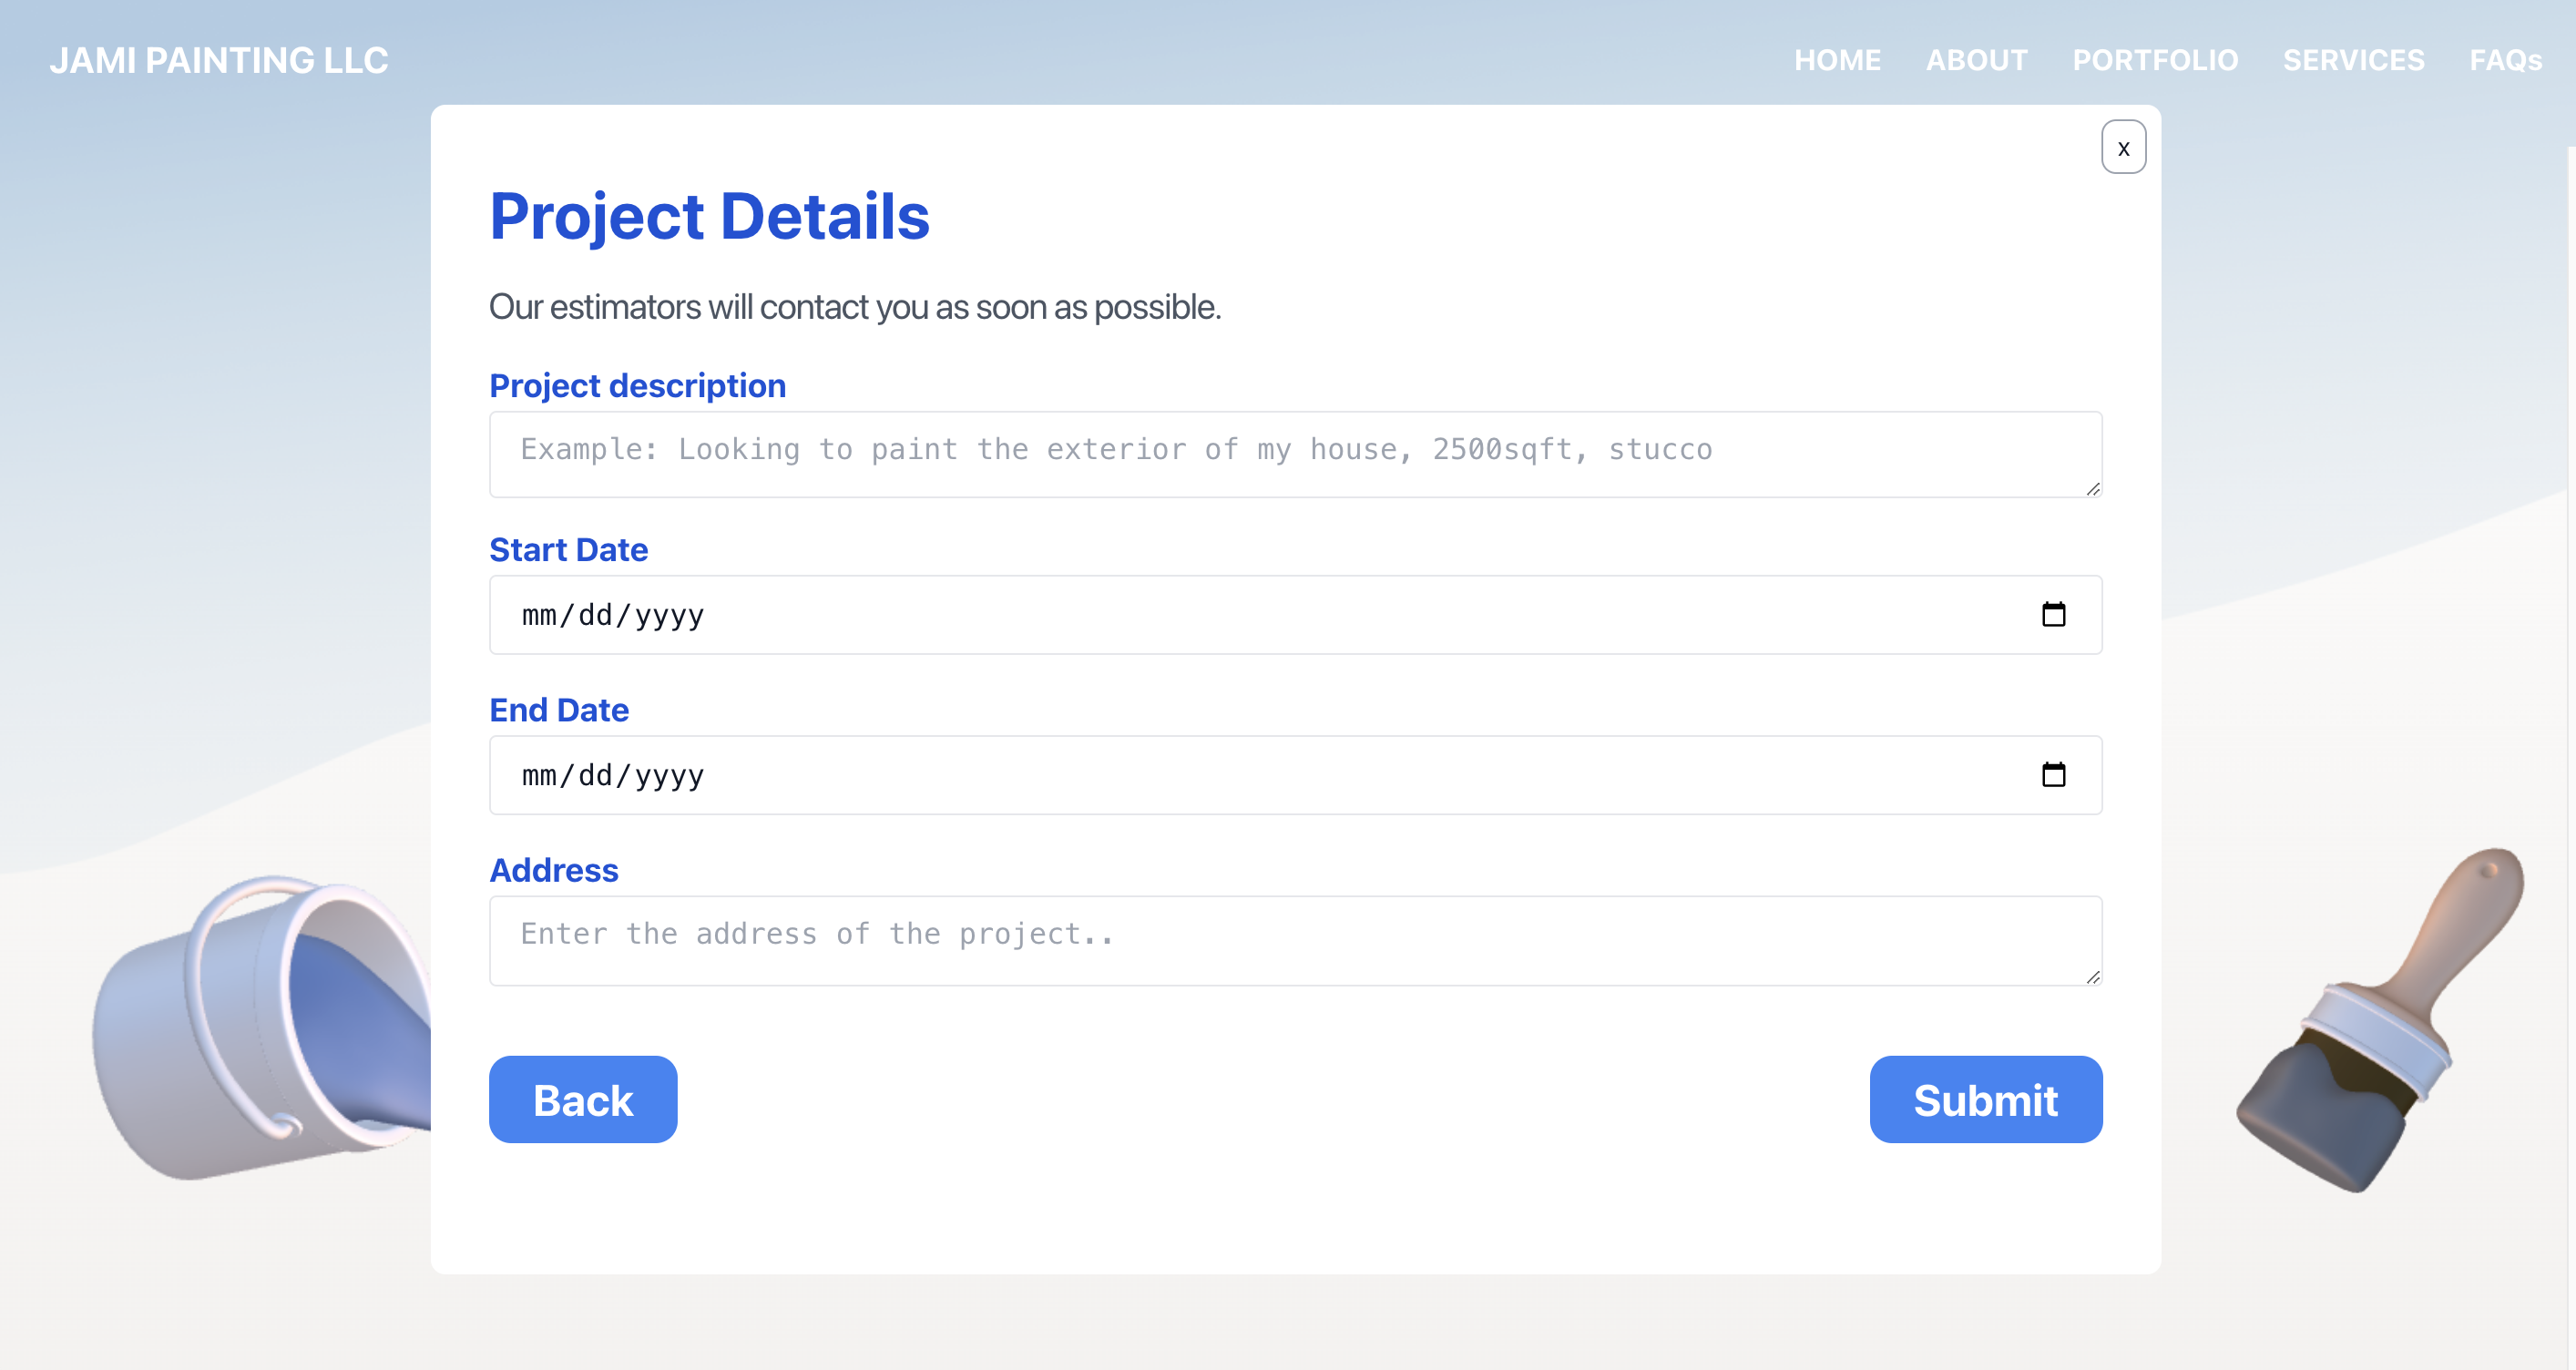 JAMI PAINTING LLC
HOME ABOUT PORTFOLIO SERVICES FAQs
x
Project Details
Our estimators will contact you as soon as possible.
Project description
Example: Looking to paint the exterior of my house, 2500sqft, stucco
Start Date
mm/dd/yyyy
End Date
mm/dd/yyyy
Address
Enter the address of the project..
Back Submit